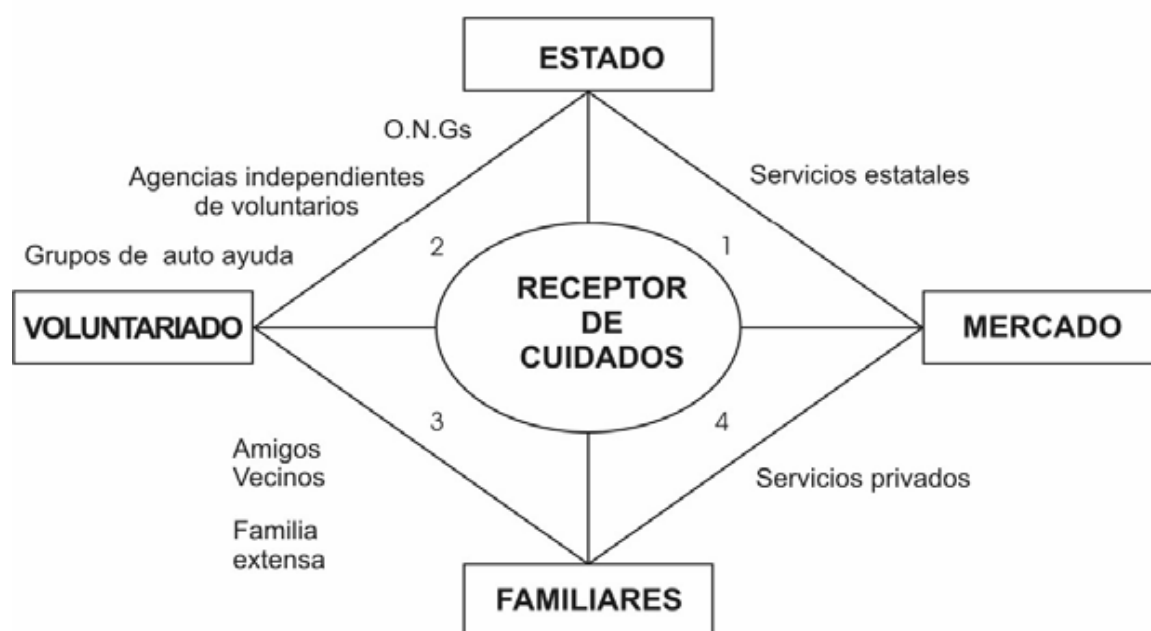 ESTADO
O.N.Gs
Agencias independientes
de voluntarios
Servicios estatales
Grupos de auto ayuda
2
1
RECEPTOR
DE
CUIDADOS
VOLUNTARIADO
MERCADO
3
4
Amigos
Vecinos
Servicios privados
Familia
extensa
FAMILIARES